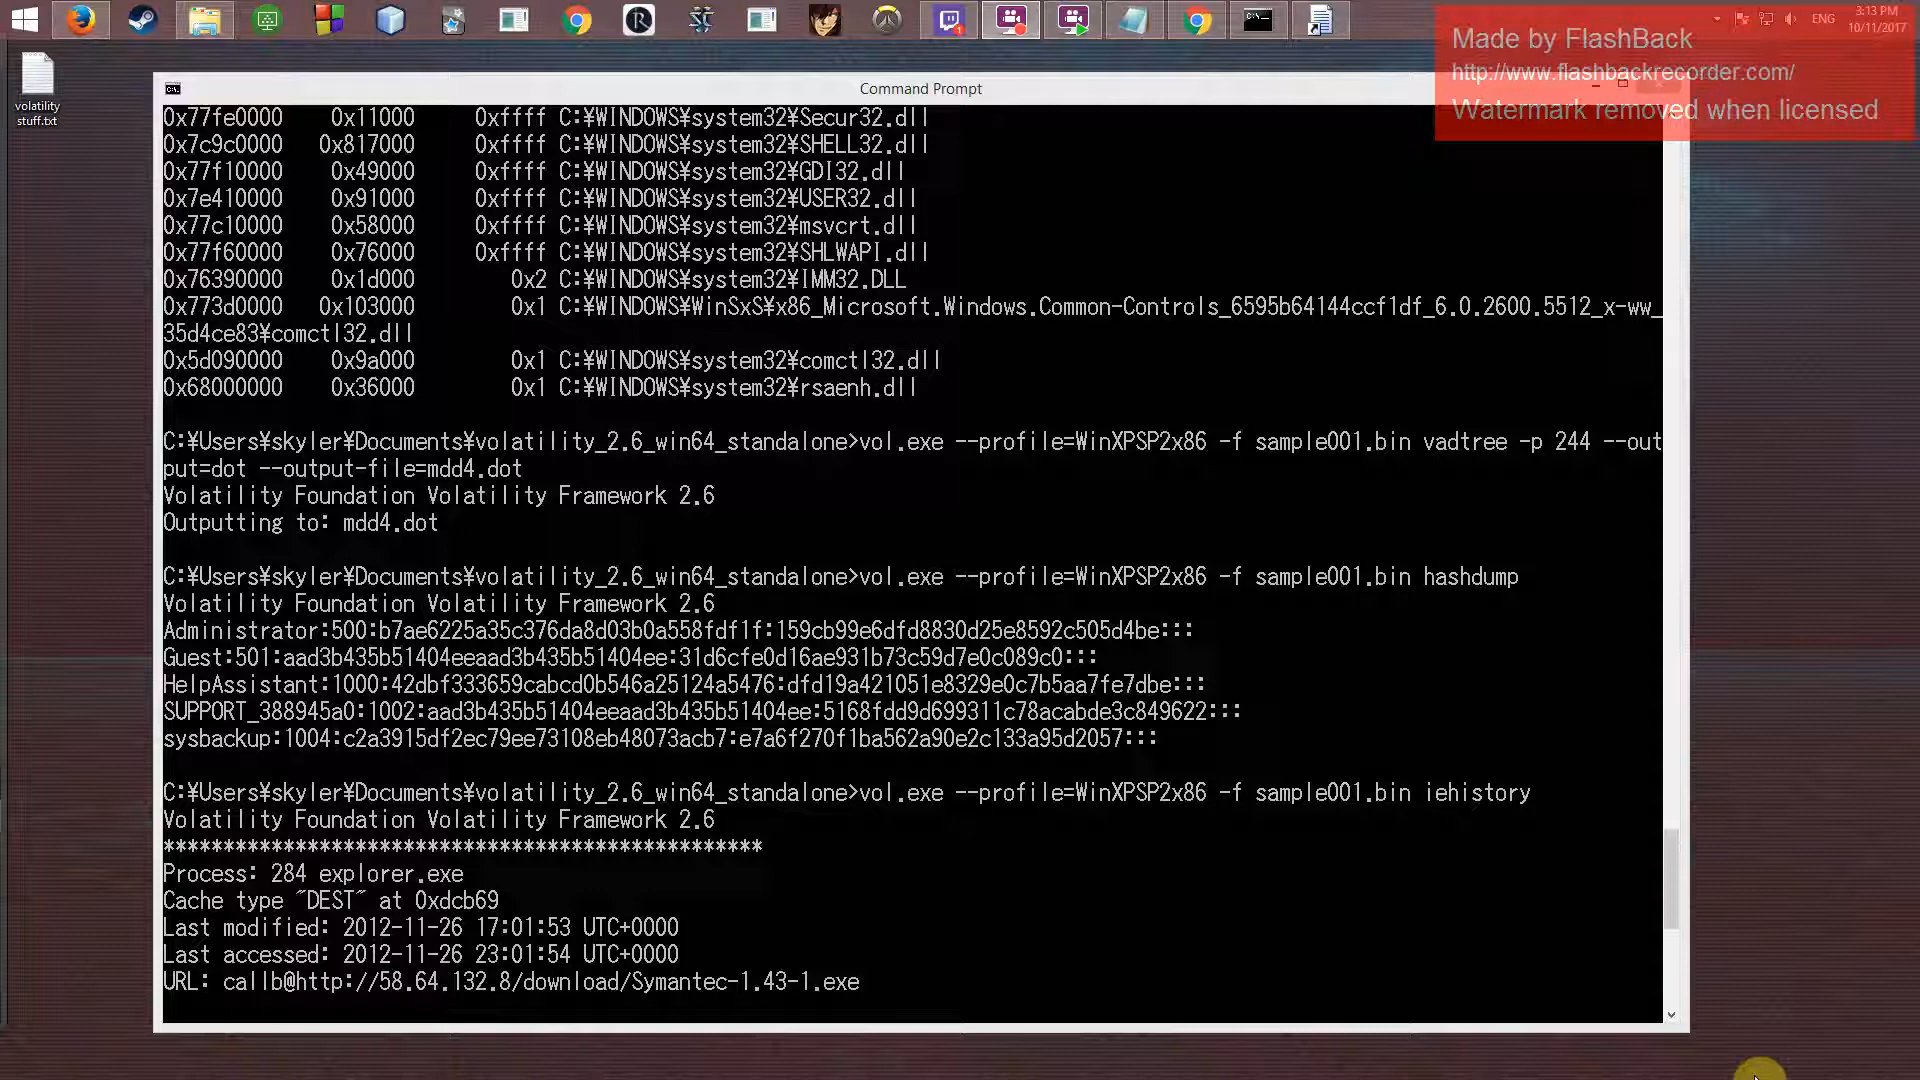 3:13 PM
ENG
10/11/2017
Made by FlashBack
http://www.flashbackrecorder.com/
Watermark removed when licensed
volatility
stuff.txt
Command Prompt
0x77fe0000    0x11000     0xffff C:¥WINDOWS¥system32¥Secur32.dll
0x7c9c0000   0x817000     0xffff C:¥WINDOWS¥system32¥SHELL32.dll
0x77f10000    0x49000     0xffff C:¥WINDOWS¥system32¥GDI32.dll
0x7e410000    0x91000     0xffff C:¥WINDOWS¥system32¥USER32.dll
0x77c10000    0x58000     0xffff C:¥WINDOWS¥system32¥msvcrt.dll
0x77f60000    0x76000     0xffff C:¥WINDOWS¥system32¥SHLWAPI.dll
0x76390000    0x1d000        0x2 C:¥WINDOWS¥system32¥IMM32.DLL
0x773d0000   0x103000        0x1 C:¥WINDOWS¥WinSxS¥x86_Microsoft.Windows.Common-Controls_6595b64144ccf1df_6.0.2600.5512_x-ww_
35d4ce83¥comctl32.dll
0x5d090000    0x9a000        0x1 C:¥WINDOWS¥system32¥comctl32.dll
0x68000000    0x36000        0x1 C:¥WINDOWS¥system32¥rsaenh.dll
C:¥Users¥skyler¥Documents¥volatility_2.6_win64_standalone>vol.exe --profile=WinXPSP2x86 -f sample001.bin vadtree -p 244 --out
put=dot --output-file=mdd4.dot
Volatility Foundation Volatility Framework 2.6
Outputting to: mdd4.dot
C:¥Users¥skyler¥Documents¥volatility_2.6_win64_standalone>vol.exe --profile=WinXPSP2x86 -f sample001.bin hashdump
Volatility Foundation Volatility Framework 2.6
Administrator:500:b7ae6225a35c376da8d03b0a558fdf1f:159cb99e6dfd8830d25e8592c505d4be:::
Guest:501:aad3b435b51404eeaad3b435b51404ee:31d6cfe0d16ae931b73c59d7e0c089c0:::
HelpAssistant:1000:42dbf333659cabcd0b546a25124a5476:dfd19a421051e8329e0c7b5aa7fe7dbe:::
SUPPORT_388945a0:1002:aad3b435b51404eeaad3b435b51404ee:5168fdd9d699311c78acabde3c849622:::
sysbackup:1004:c2a3915df2ec79ee73108eb48073acb7:e7a6f270f1ba562a90e2c133a95d2057:::
C:¥Users¥skyler¥Documents¥volatility_2.6_win64_standalone>vol.exe --profile=WinXPSP2x86 -f sample001.bin iehistory
Volatility Foundation Volatility Framework 2.6
**************************************************
Process: 284 explorer.exe
Cache type "DEST" at 0xdcb69
Last modified: 2012-11-26 17:01:53 UTC+0000
Last accessed: 2012-11-26 23:01:54 UTC+0000
URL: callb@http://58.64.132.8/download/Symantec-1.43-1.exe